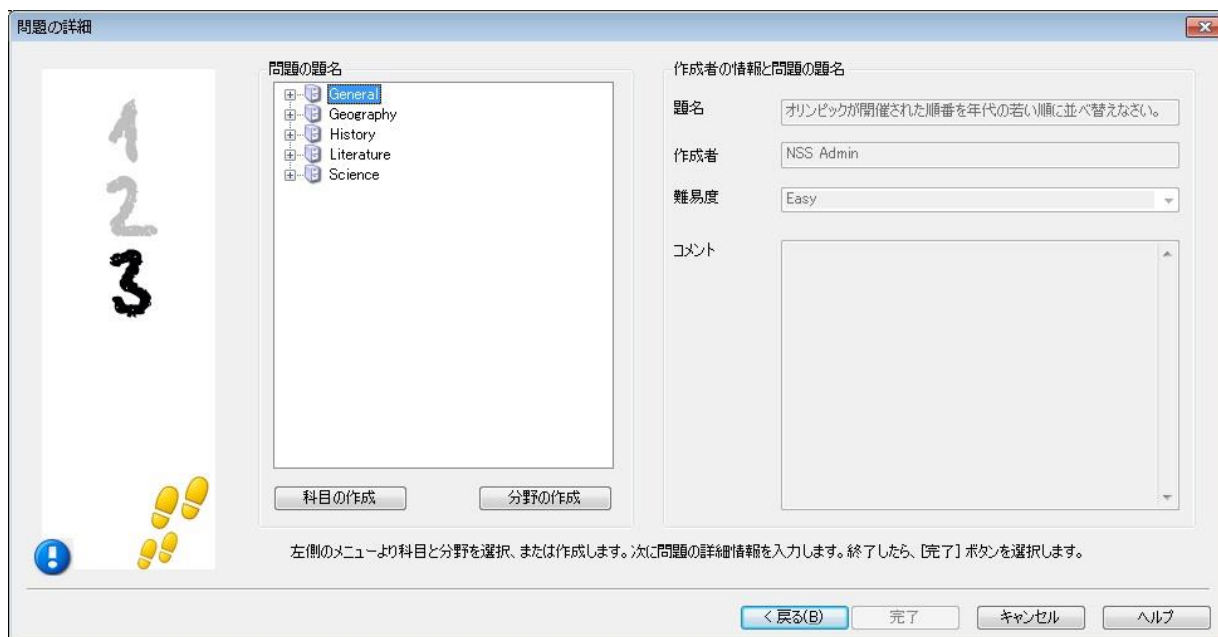 問題の詳細
1
2
3
問題の題名
General
Geography
History
Literature
Science
科目の作成
分野の作成
作成者の情報と問題の題名
題名
オリンピックが開催された順番を年代の若い順に並べ替えなさい。
作成者
NSS Admin
難易度
Easy
コメント
左側のメニューより科目と分野を選択、または作成します。次に問題の詳細情報を入力します。終了したら、[完了] ボタンを選択します。
< 戻る(B)
完了
キャンセル
ヘルプ